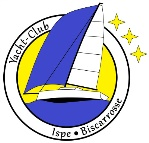 Yacht-Club
Ispe • Biscarrosse